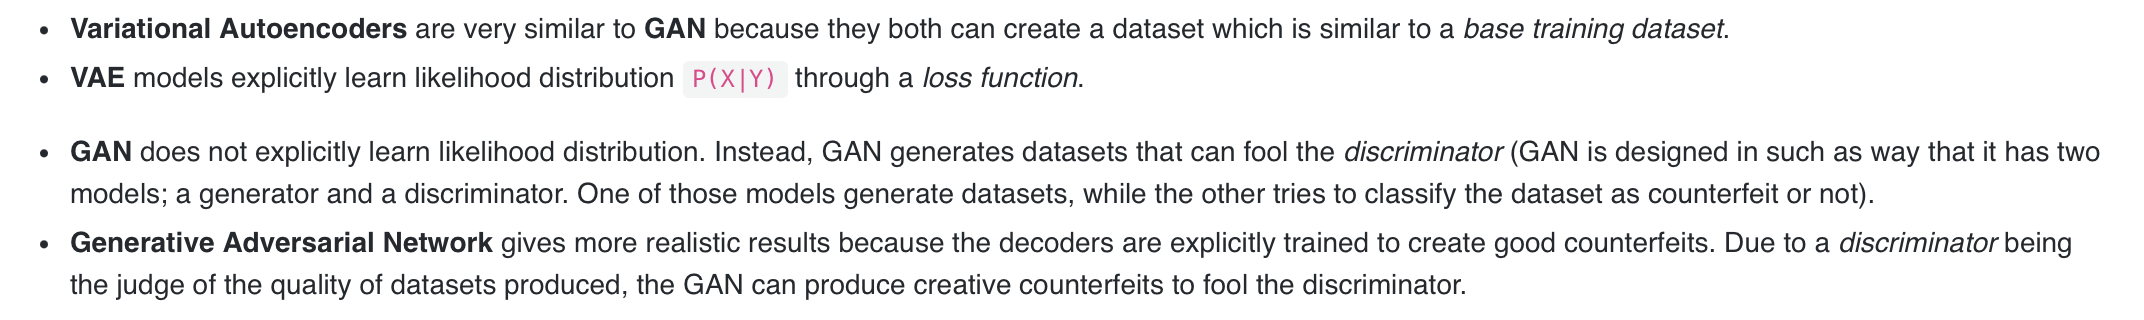 • Variational Autoencoders are very similar to GAN because they both can create a dataset which is similar to a base training dataset.
• VAE models explicitly learn likelihood distribution P(X|Y) through a loss function.
• GAN does not explicitly learn likelihood distribution. Instead, GAN generates datasets that can fool the discriminator (GAN is designed in such as way that it has two
models; a generator and a discriminator. One of those models generate datasets, while the other tries to classify the dataset as counterfeit or not).
• Generative Adversarial Network gives more realistic results because the decoders are explicitly trained to create good counterfeits. Due to a discriminator being
the judge of the quality of datasets produced, the GAN can produce creative counterfeits to fool the discriminator.